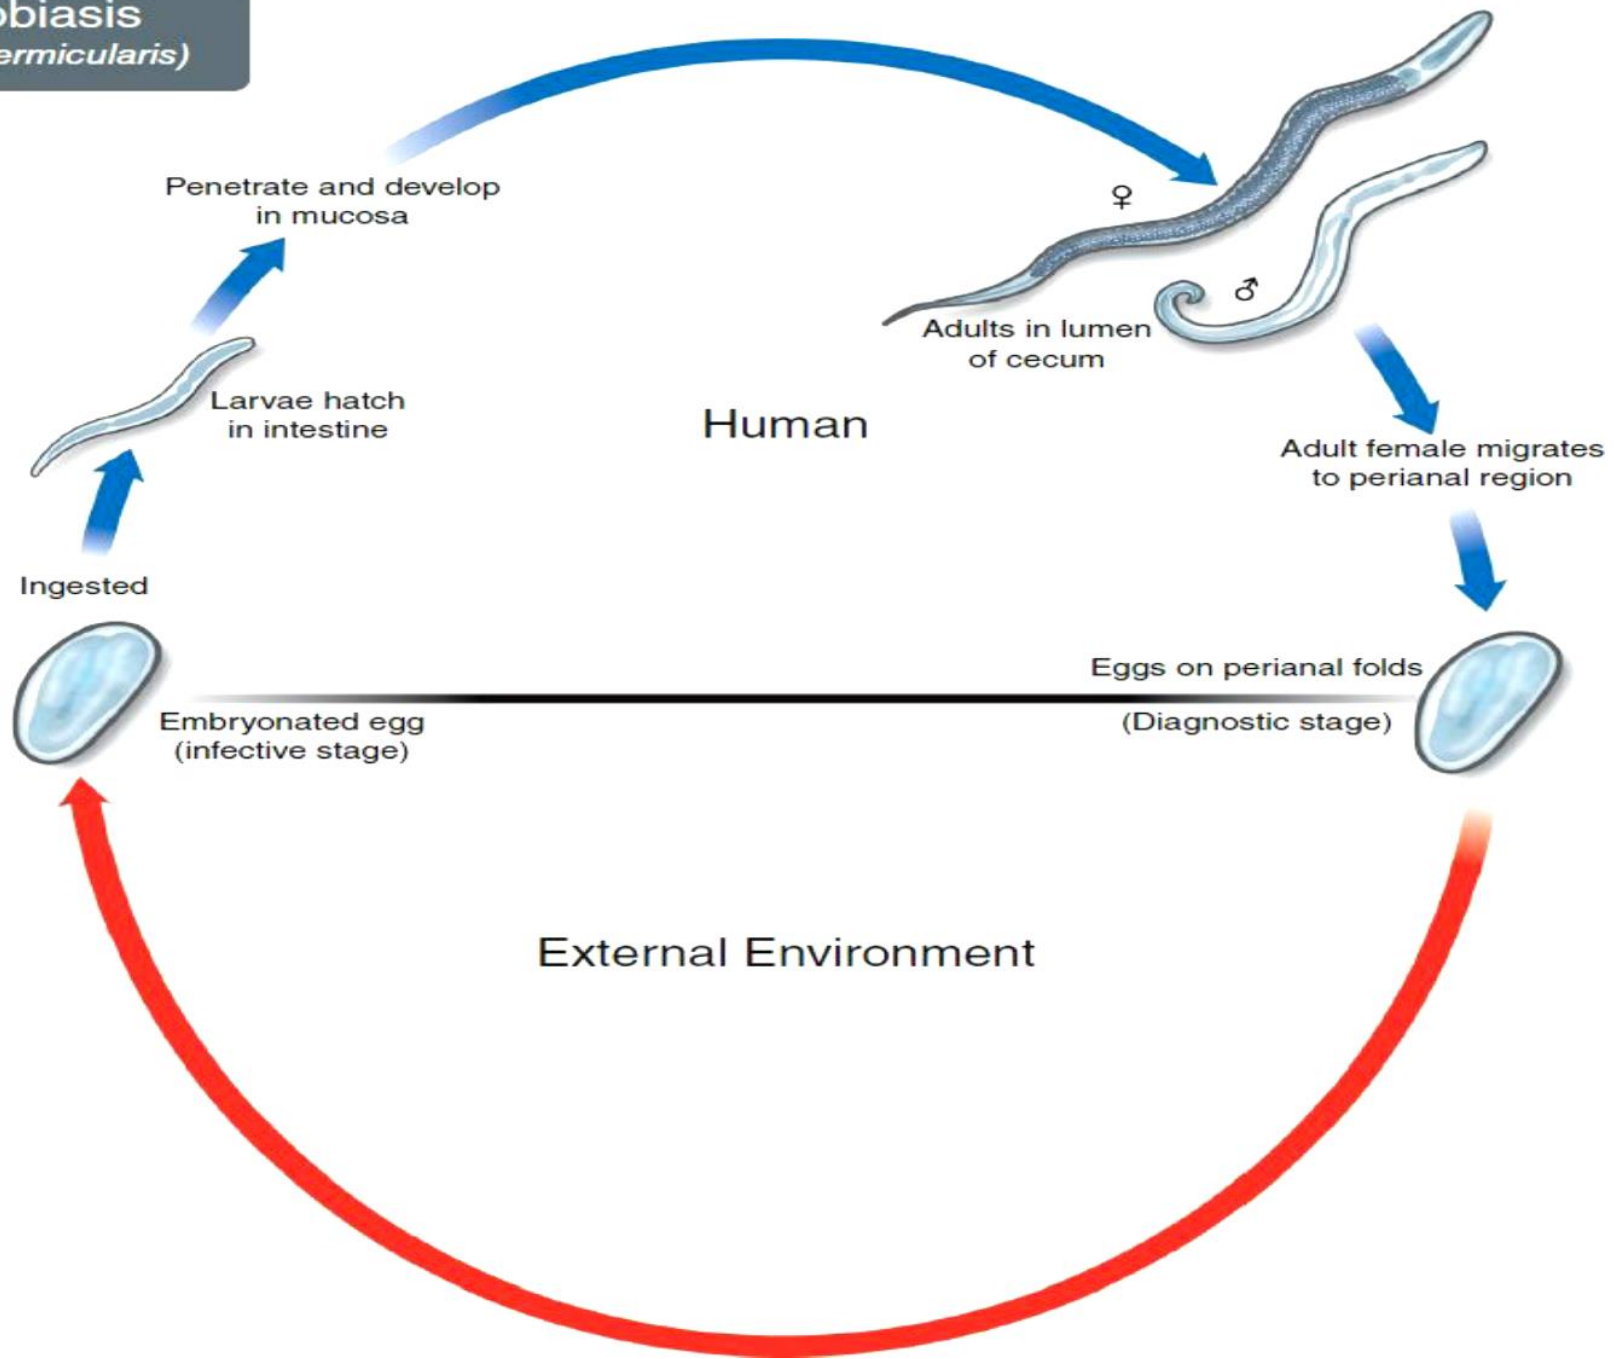 obiasis
ermicularis)
Penetrate and develop
in mucosa
♀
♂
Adults in lumen
of cecum
Larvae hatch
in intestine
Human
Adult female migrates
to perianal region
Ingested
Eggs on perianal folds
Embryonated egg
(infective stage)
(Diagnostic stage)
External Environment